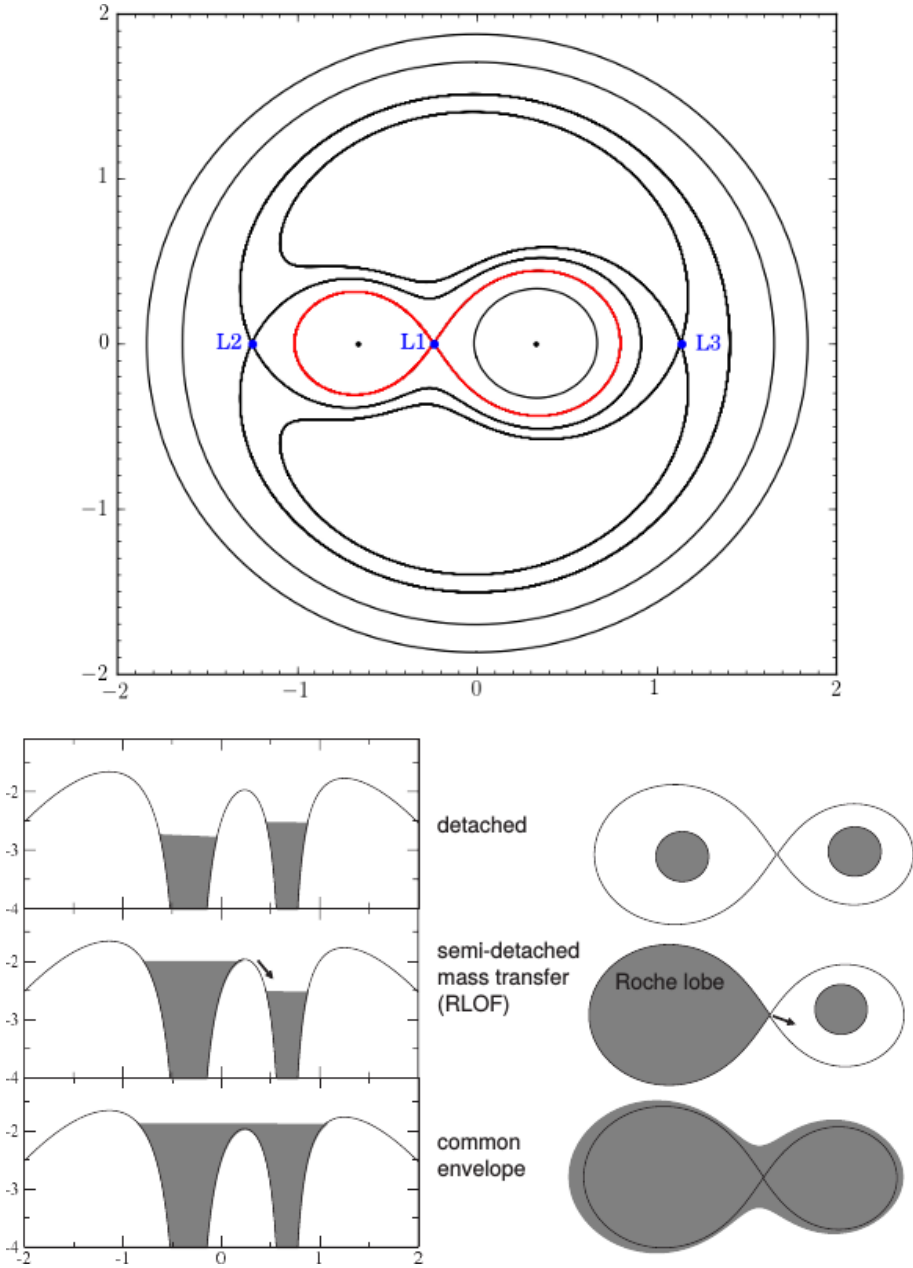 2
1
0
−1
−2
L2
L1
L3
−2
−1
0
1
2
-2
-3
-4
-2
-3
-4
-2
-3
-4
-2
-1
0
1
2
detached
semi-detached
mass transfer
(RLOF)
Roche lobe
common
envelope